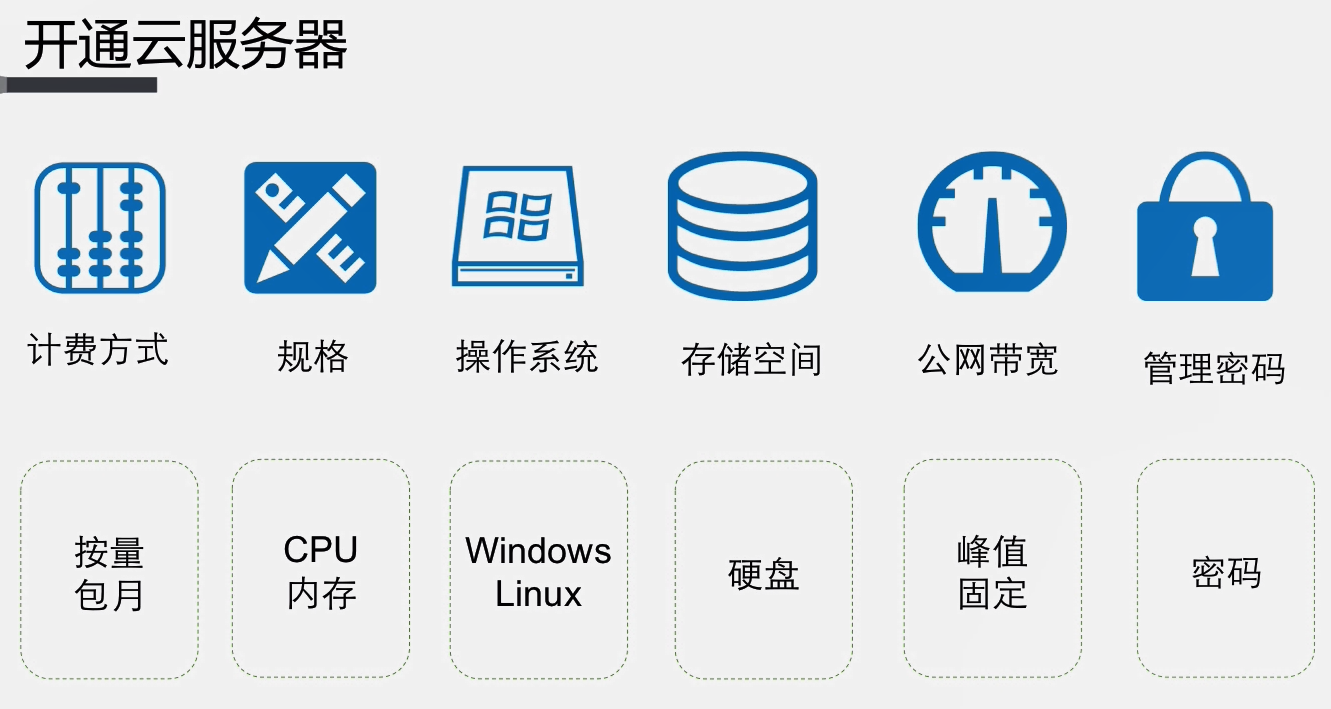 开通云服务器
计费方式
规格
操作系统
存储空间
公网带宽
管理密码
按量
包月
CPU
内存
Windows
Linux
硬盘
峰值
固定
密码